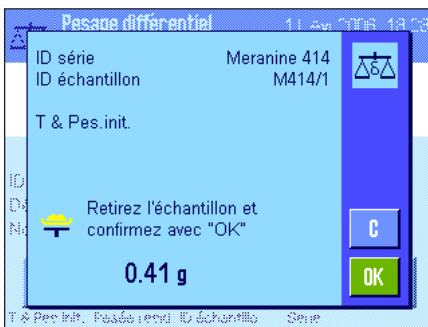 Pesage différentiel
ID série Meranine 414
ID échantillon M414/1
T & Pes.init.
Retirez l'échantillon et
confirmez avec "OK"
C
0.41 g
OK